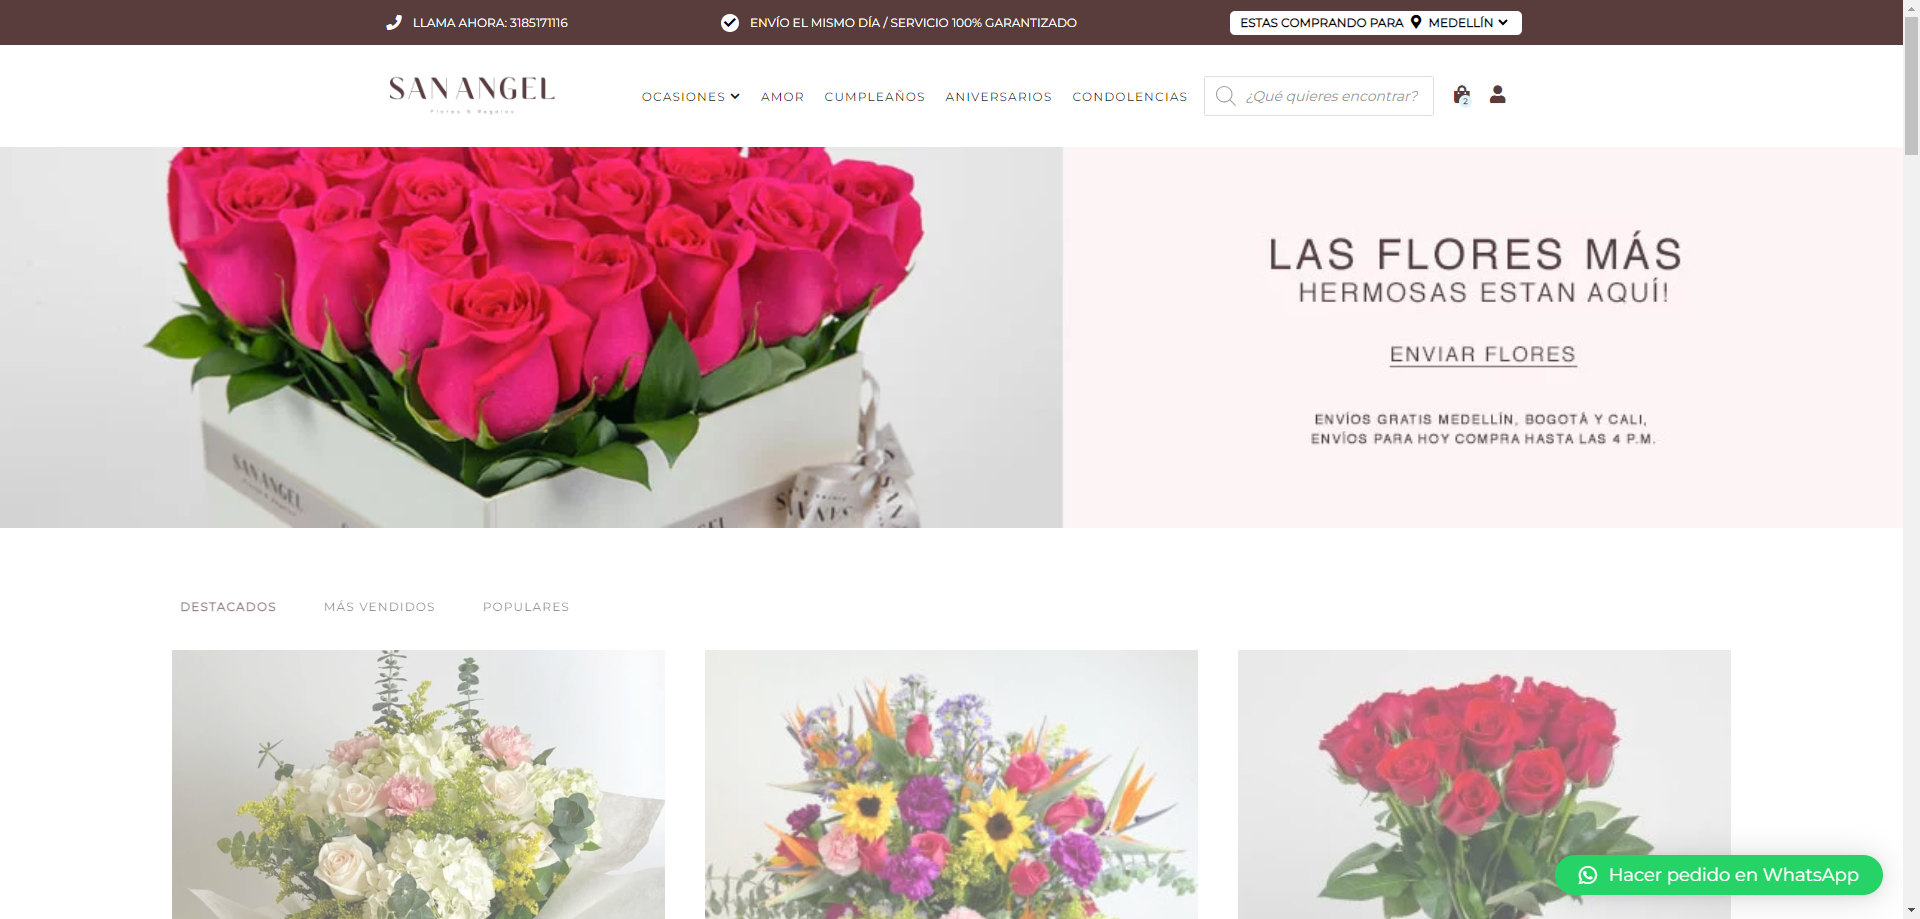 LLAMA AHORA: 3185171116
ENVÍO EL MISMO DÍA / SERVICIO 100% GARANTIZADO
ESTAS COMPRANDO PARA MEDELLÍN
SAN ANGEL
Flores & Regalos
OCASIONES
AMOR
CUMPLEAÑOS
ANIVERSARIOS
CONDOLENCIAS
¿Qué quieres encontrar?
2
LAS FLORES MÁS
HERMOSAS ESTAN AQUÍ!
ENVIAR FLORES
ENVÍOS GRATIS MEDELLÍN, BOGOTÁ Y CALI,
ENVÍOS PARA HOY COMPRA HASTA LAS 4 P.M.
SAN ANGEL
DESTACADOS
MÁS VENDIDOS
POPULARES
Hacer pedido en WhatsApp